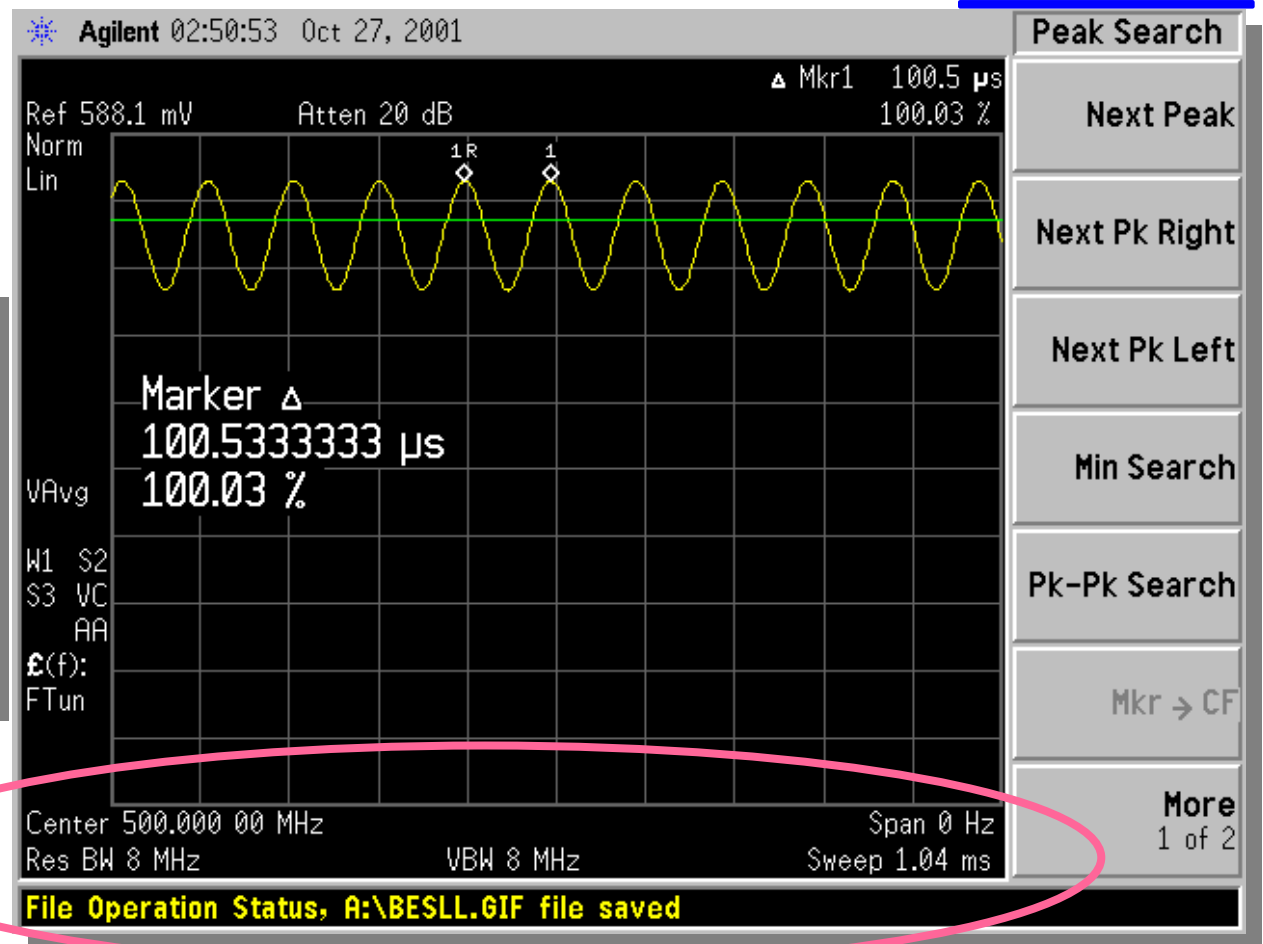 Agilent 02:50:53 Oct 27, 2001
Peak Search
Δ Mkr1 100.5 µs
Ref 588.1 mV Atten 20 dB 100.03 %
Norm
Lin
1R 1
Marker Δ
100.5333333 µs
100.03 %
VAvg
W1 S2
S3 VC
AA
£(f):
FTun
Center 500.000 00 MHz Span 0 Hz
Res BW 8 MHz VBW 8 MHz Sweep 1.04 ms
File Operation Status, A:\BESLL.GIF file saved
Next Peak
Next Pk Right
Next Pk Left
Min Search
Pk-Pk Search
Mkr → CF
More
1 of 2